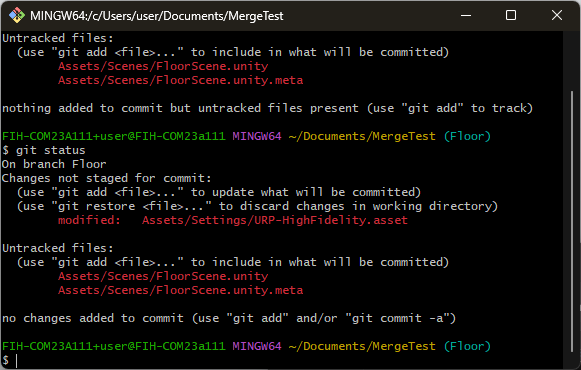 MINGW64:/c/Users/user/Documents/MergeTest
Untracked files:
  (use "git add <file>..." to include in what will be committed)
        Assets/Scenes/FloorScene.unity
        Assets/Scenes/FloorScene.unity.meta

nothing added to commit but untracked files present (use "git add" to track)

FIH-COM23A111+user@FIH-COM23a111 MINGW64 ~/Documents/MergeTest (Floor)
$ git status
On branch Floor
Changes not staged for commit:
  (use "git add <file>..." to update what will be committed)
  (use "git restore <file>..." to discard changes in working directory)
        modified:   Assets/Settings/URP-HighFidelity.asset

Untracked files:
  (use "git add <file>..." to include in what will be committed)
        Assets/Scenes/FloorScene.unity
        Assets/Scenes/FloorScene.unity.meta

no changes added to commit (use "git add" and/or "git commit -a")

FIH-COM23A111+user@FIH-COM23a111 MINGW64 ~/Documents/MergeTest (Floor)
$